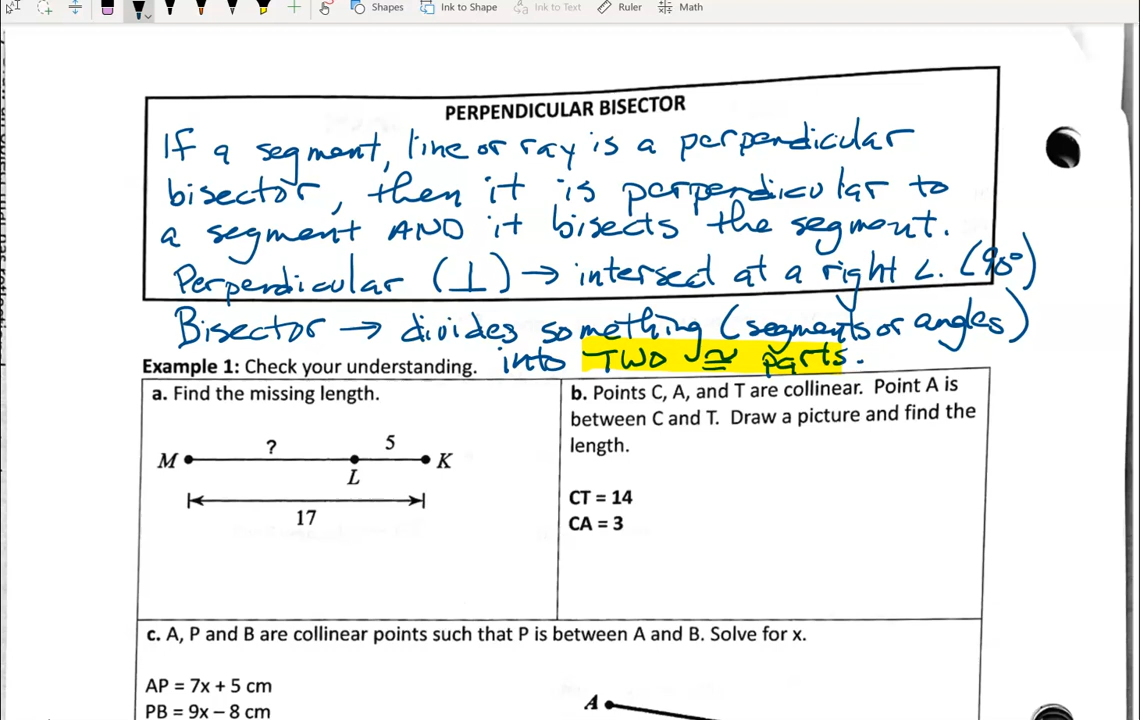 Shapes Ink to Shape Ink to Text Ruler Math
PERPENDICULAR BISECTOR
If a segment, line or ray is a perpendicular
bisector, then it is perpendicular to
a segment AND it bisects the segment.
Perpendicular (⊥) → intersect at a right ∠. (90°)
Bisector → divides something (segments or angles)
into TWO ≅ parts.
Example 1: Check your understanding.
a. Find the missing length.
? 5
M K
L
17
b. Points C, A, and T are collinear. Point A is
between C and T. Draw a picture and find the
length.
CT = 14
CA = 3
c. A, P and B are collinear points such that P is between A and B. Solve for x.
AP = 7x + 5 cm
PB = 9x – 8 cm
A